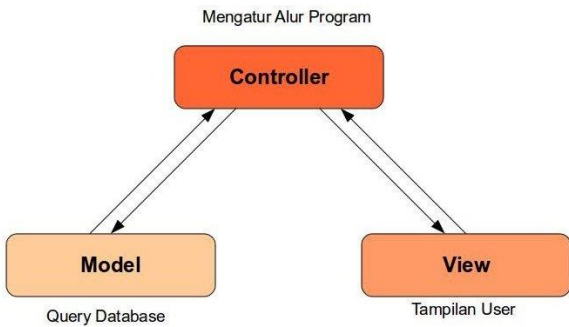 Mengatur Alur Program
Controller
Model
View
Query Database
Tampilan User